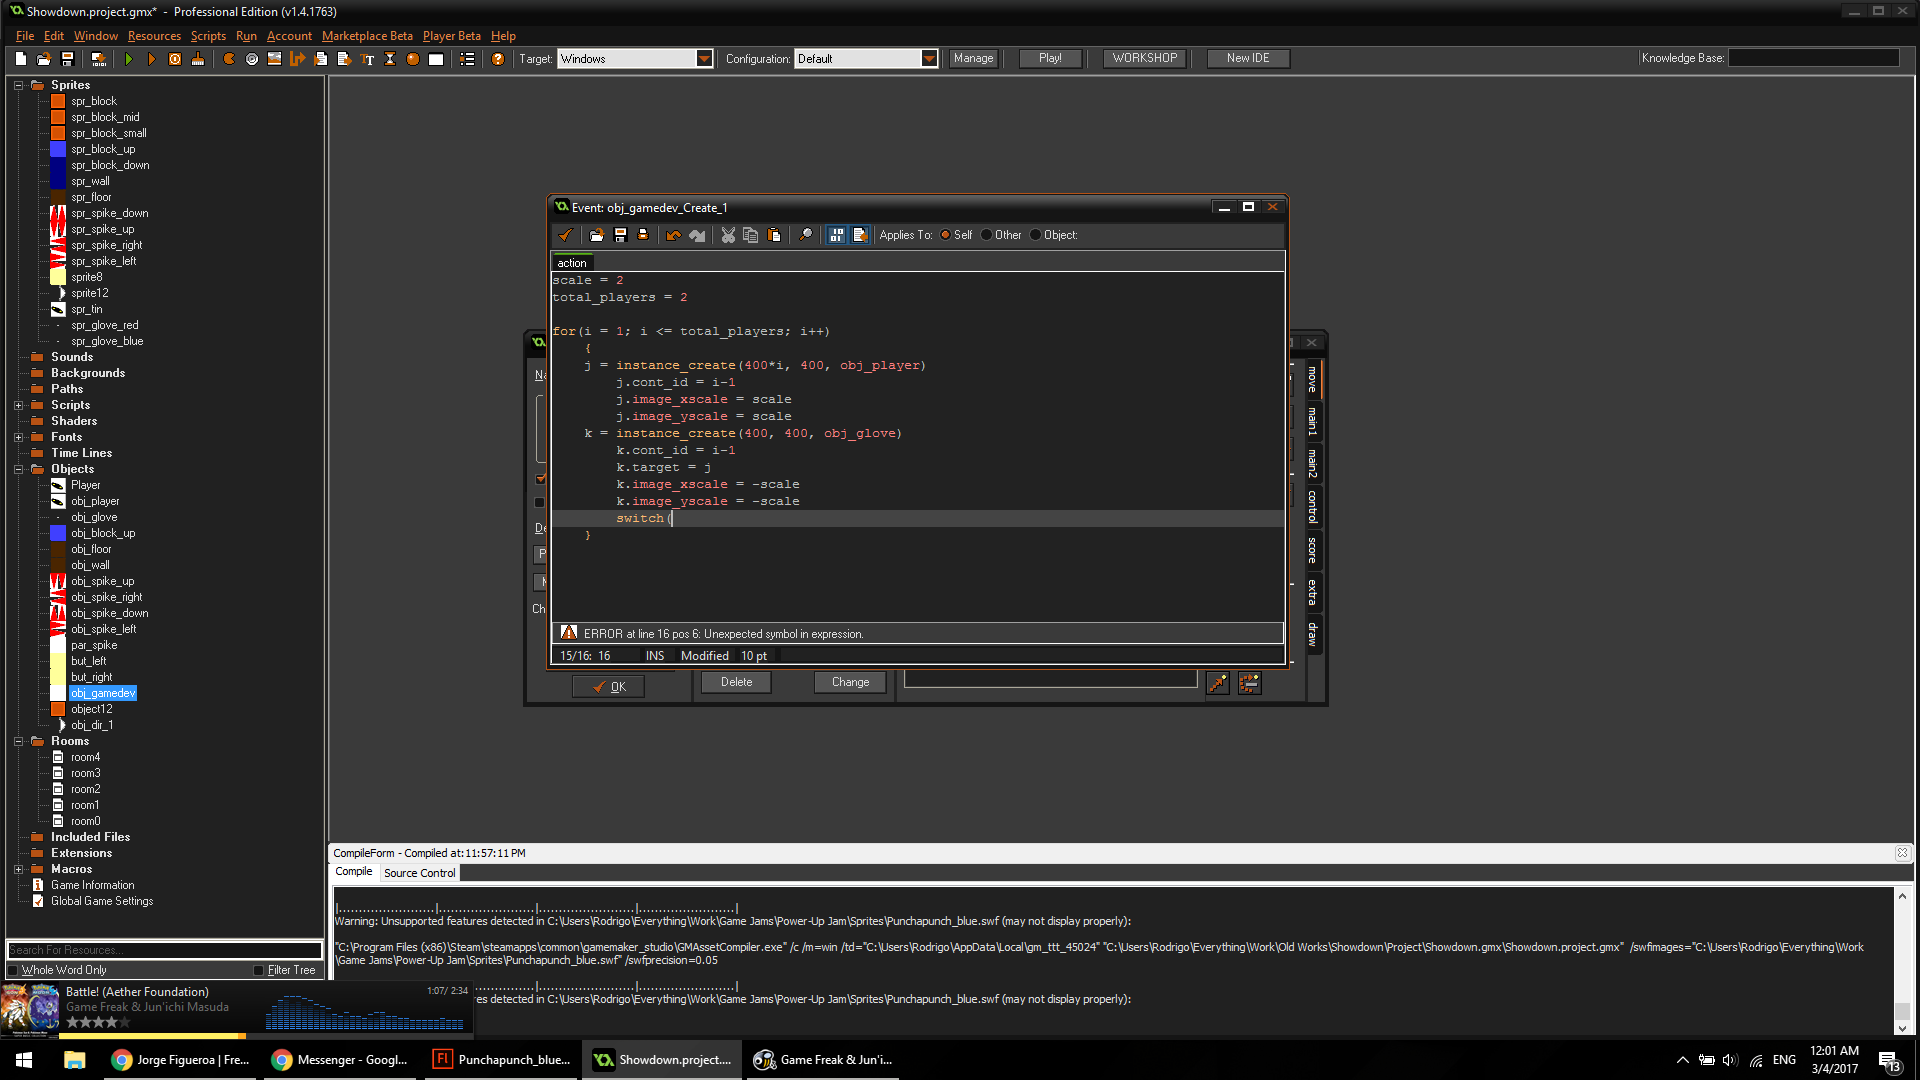 Showdown.project.gmx* - Professional Edition (v1.4.1763)
File Edit Window Resources Scripts Run Account Marketplace Beta Player Beta Help
Target: Windows Configuration: Default Manage Play! WORKSHOP New IDE Knowledge Base:
Sprites
spr_block
spr_block_mid
spr_block_small
spr_block_up
spr_block_down
spr_wall
spr_floor
spr_spike_down
spr_spike_up
spr_spike_right
spr_spike_left
sprite8
sprite12
spr_tin
spr_glove_red
spr_glove_blue
Sounds
Backgrounds
Paths
Scripts
Shaders
Fonts
Time Lines
Objects
Player
obj_player
obj_glove
obj_block_up
obj_floor
obj_wall
obj_spike_up
obj_spike_right
obj_spike_down
obj_spike_left
par_spike
but_left
but_right
obj_gamedev
object12
obj_dir_1
Rooms
room4
room3
room2
room1
room0
Included Files
Extensions
Macros
Game Information
Global Game Settings
Search For Resources...
Whole Word Only Filter Tree
Event: obj_gamedev_Create_1
Applies To: Self Other Object:
action
scale = 2
total_players = 2
for(i = 1; i <= total_players; i++)
{
j = instance_create(400*i, 400, obj_player)
j.cont_id = i-1
j.image_xscale = scale
j.image_yscale = scale
k = instance_create(400, 400, obj_glove)
k.cont_id = i-1
k.target = j
k.image_xscale = -scale
k.image_yscale = -scale
switch(
}
ERROR at line 16 pos 6: Unexpected symbol in expression.
15/16: 16 INS Modified 10 pt
OK Delete Change
move
main1
main2
control
score
extra
draw
CompileForm - Compiled at:11:57:11 PM
Compile Source Control
Warning: Unsupported features detected in C:\Users\Rodrigo\Everything\Work\Game Jams\Power-Up Jam\Sprites\Punchapunch_blue.swf (may not display properly):
"C:\Program Files (x86)\Steam\steamapps\common\gamemaker_studio\GMAssetCompiler.exe" /c /m=win /td="C:\Users\Rodrigo\AppData\Local\gm_ttt_45024" "C:\Users\Rodrigo\Everything\Work\Old Works\Showdown\Project\Showdown.gmx\Showdown.project.gmx" /swfimages="C:\Users\Rodrigo\Everything\Work
\Game Jams\Power-Up Jam\Sprites\Punchapunch_blue.swf" /swfprecision=0.05
res detected in C:\Users\Rodrigo\Everything\Work\Game Jams\Power-Up Jam\Sprites\Punchapunch_blue.swf (may not display properly):
Battle! (Aether Foundation) 1:07/ 2:34
Game Freak & Jun'ichi Masuda
Jorge Figueroa | Fre... Messenger - Googl... Punchapunch_blue... Showdown.project.... Game Freak & Jun'i...
ENG 12:01 AM
3/4/2017
13